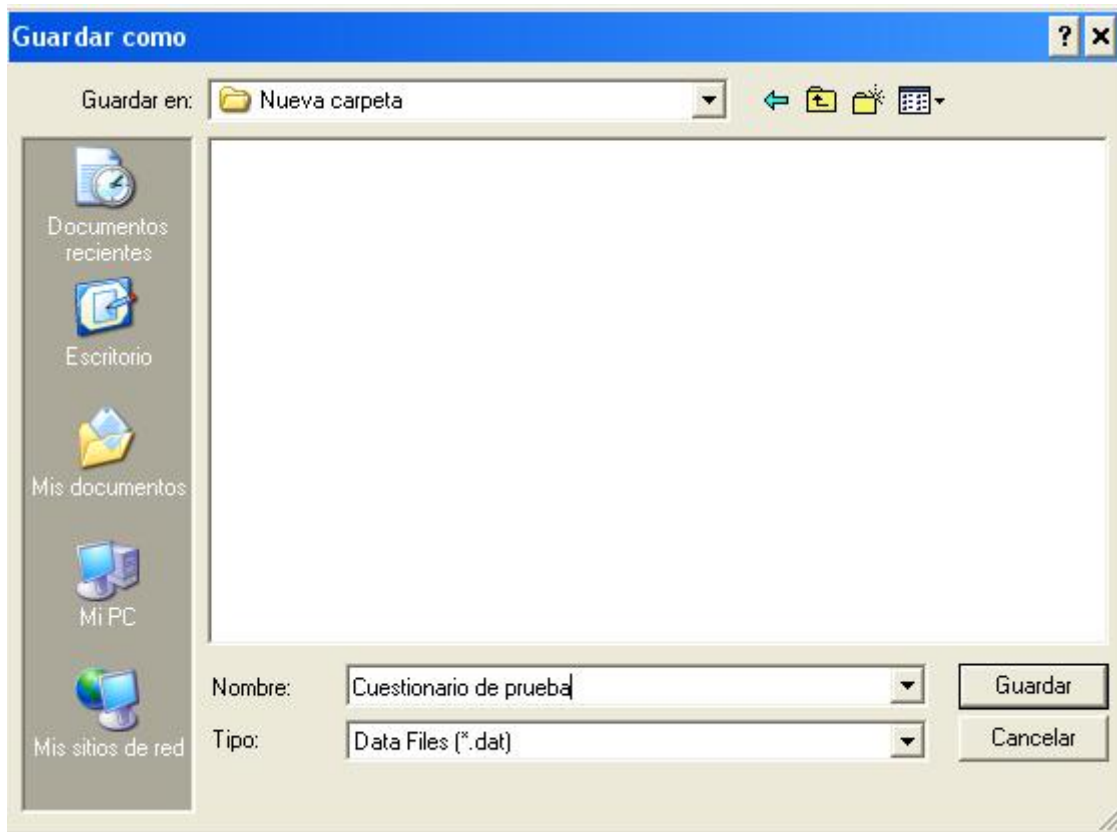 Guardar como
Guardar en: Nueva carpeta
Documentos
recientes
Escritorio
Mis documentos
Mi PC
Mis sitios de red
Nombre: Cuestionario de prueba Guardar
Tipo: Data Files (*.dat) Cancelar